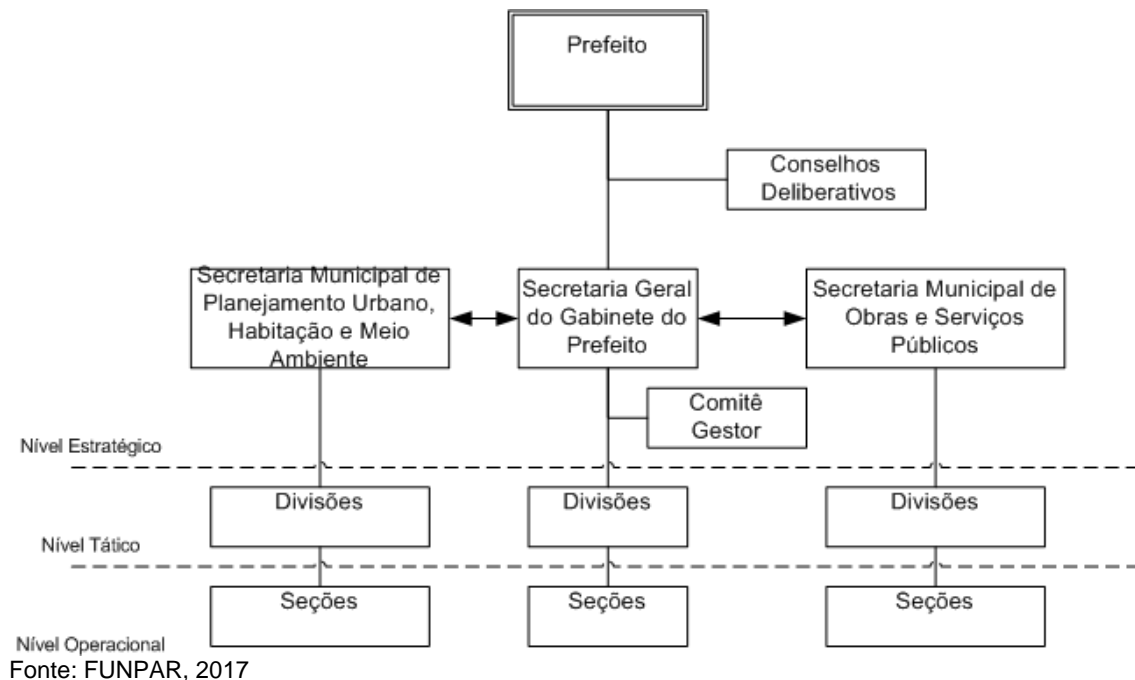 Prefeito
Conselhos
Deliberativos
Secretaria Municipal de
Planejamento Urbano,
Habitação e Meio
Ambiente
Secretaria Geral
do Gabinete do
Prefeito
Secretaria Municipal de
Obras e Serviços
Públicos
Comitê
Gestor
Nível Estratégico
Divisões
Divisões
Divisões
Nível Tático
Seções
Seções
Seções
Nível Operacional
Fonte: FUNPAR, 2017